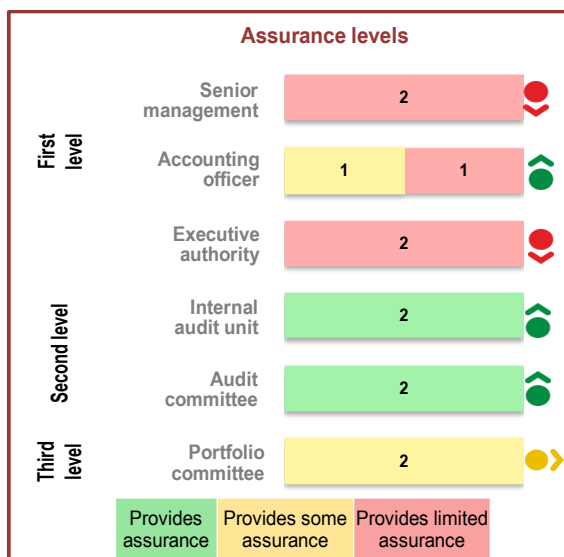 Assurance levels
First
level
Senior
management
2
Accounting
officer
1
1
Executive
authority
2
Second level
Internal
audit unit
2
Audit
committee
2
Third
level
Portfolio
committee
2
Provides
assurance
Provides some
assurance
Provides limited
assurance